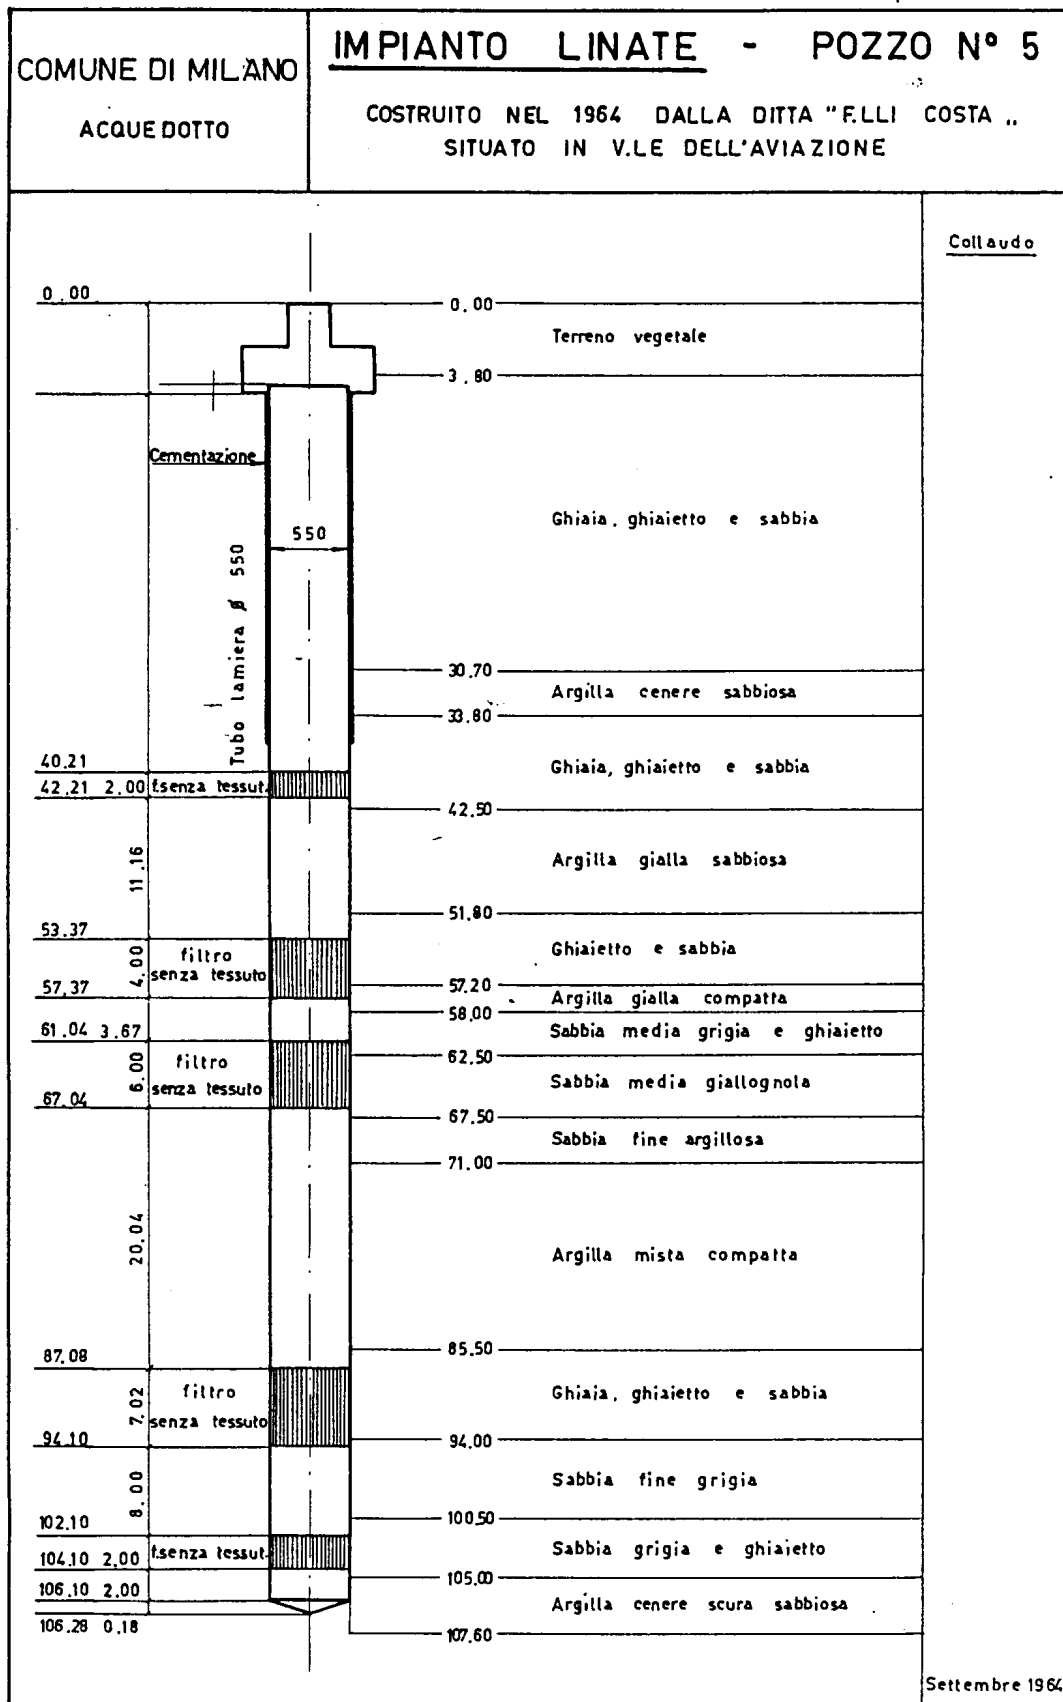 COMUNE DI MILANO
ACQUEDOTTO
IMPIANTO LINATE - POZZO N° 5
COSTRUITO NEL 1964 DALLA DITTA "F.LLI COSTA „
SITUATO IN V.LE DELL'AVIAZIONE
Collaudo
0.00
0.00
Terreno vegetale
3.80
Cementazione
Ghiaia, ghiaietto e sabbia
550
Tubo lamiera Ø 550
30.70
Argilla cenere sabbiosa
33.80
40.21
Ghiaia, ghiaietto e sabbia
42.21 2.00 f.senza tessut.
42.50
11.16
Argilla gialla sabbiosa
51.80
53.37
Ghiaietto e sabbia
4.00
filtro
senza tessuto
57.37
57.20
Argilla gialla compatta
58.00
61.04 3.67
Sabbia media grigia e ghiaietto
62.50
6.00
filtro
senza tessuto
Sabbia media giallognola
67.04
67.50
Sabbia fine argillosa
71.00
20.04
Argilla mista compatta
85.50
87.08
7.02
filtro
senza tessuto
Ghiaia, ghiaietto e sabbia
94.10
94.00
8.00
Sabbia fine grigia
100.50
102.10
104.10 2.00 f.senza tessut.
Sabbia grigia e ghiaietto
105.00
106.10 2.00
Argilla cenere scura sabbiosa
106.28 0.18
107.60
Settembre 1964